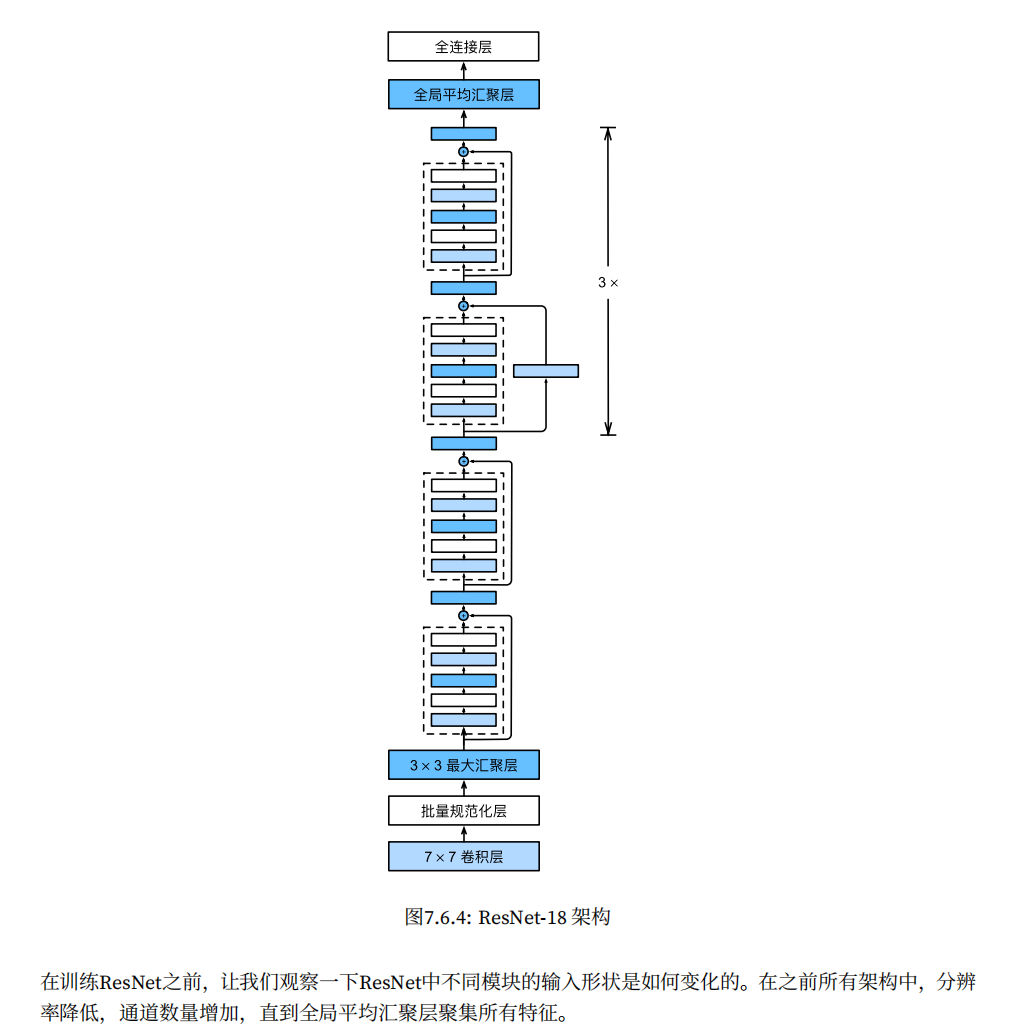 全连接层
全局平均汇聚层
3 ×
3 × 3 最大汇聚层
批量规范化层
7 × 7 卷积层
图7.6.4: ResNet-18 架构
在训练ResNet之前，让我们观察一下ResNet中不同模块的输入形状是如何变化的。在之前所有架构中，分辨
率降低，通道数量增加，直到全局平均汇聚层聚集所有特征。